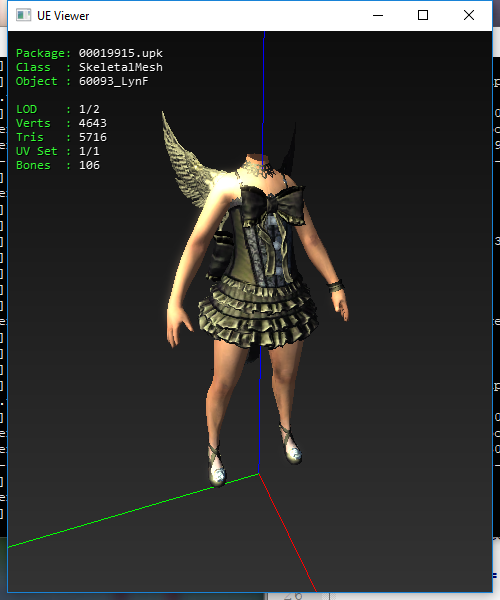 UE Viewer
Package: 00019915.upk
Class : SkeletalMesh
Object : 60093_LynF
LOD : 1/2
Verts : 4643
Tris : 5716
UV Set : 1/1
Bones : 106
26